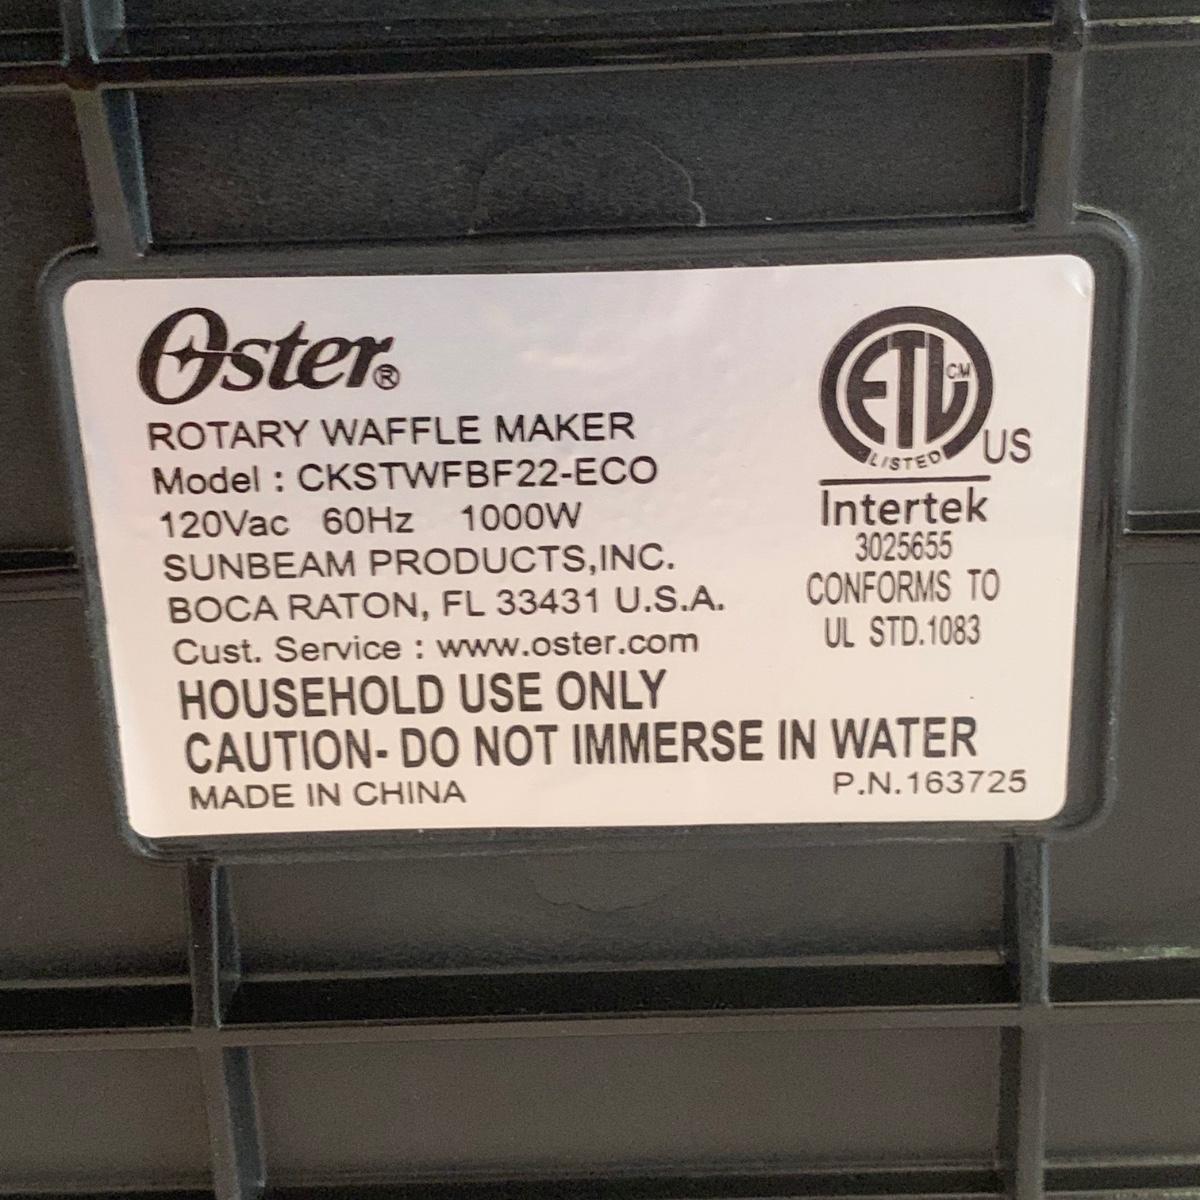 Oster®
ROTARY WAFFLE MAKER
Model : CKSTWFBF22-ECO
120Vac 60Hz 1000W
SUNBEAM PRODUCTS,INC.
BOCA RATON, FL 33431 U.S.A.
Cust. Service : www.oster.com
HOUSEHOLD USE ONLY
CAUTION- DO NOT IMMERSE IN WATER
MADE IN CHINA
ETL CM
LISTED
US
Intertek
3025655
CONFORMS TO
UL STD.1083
P.N.163725